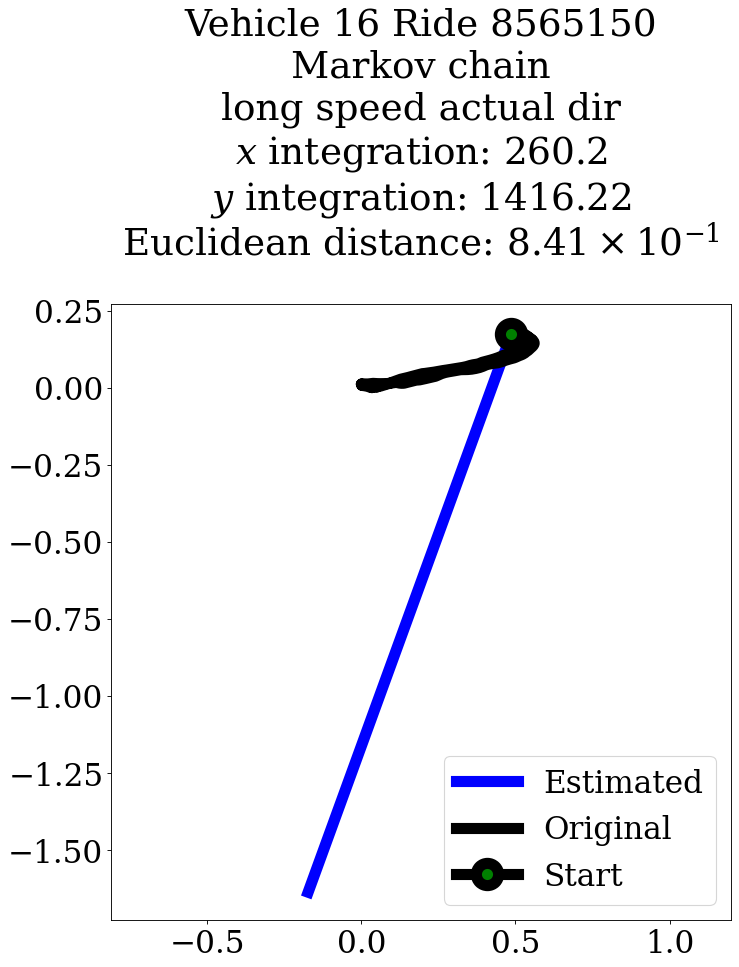 Vehicle 16 Ride 8565150
Markov chain
long speed actual dir
x integration: 260.2
y integration: 1416.22
Euclidean distance: 8.41 × 10⁻¹
0.25
0.00
−0.25
−0.50
−0.75
−1.00
−1.25
−1.50
Estimated
Original
Start
−0.5 0.0 0.5 1.0